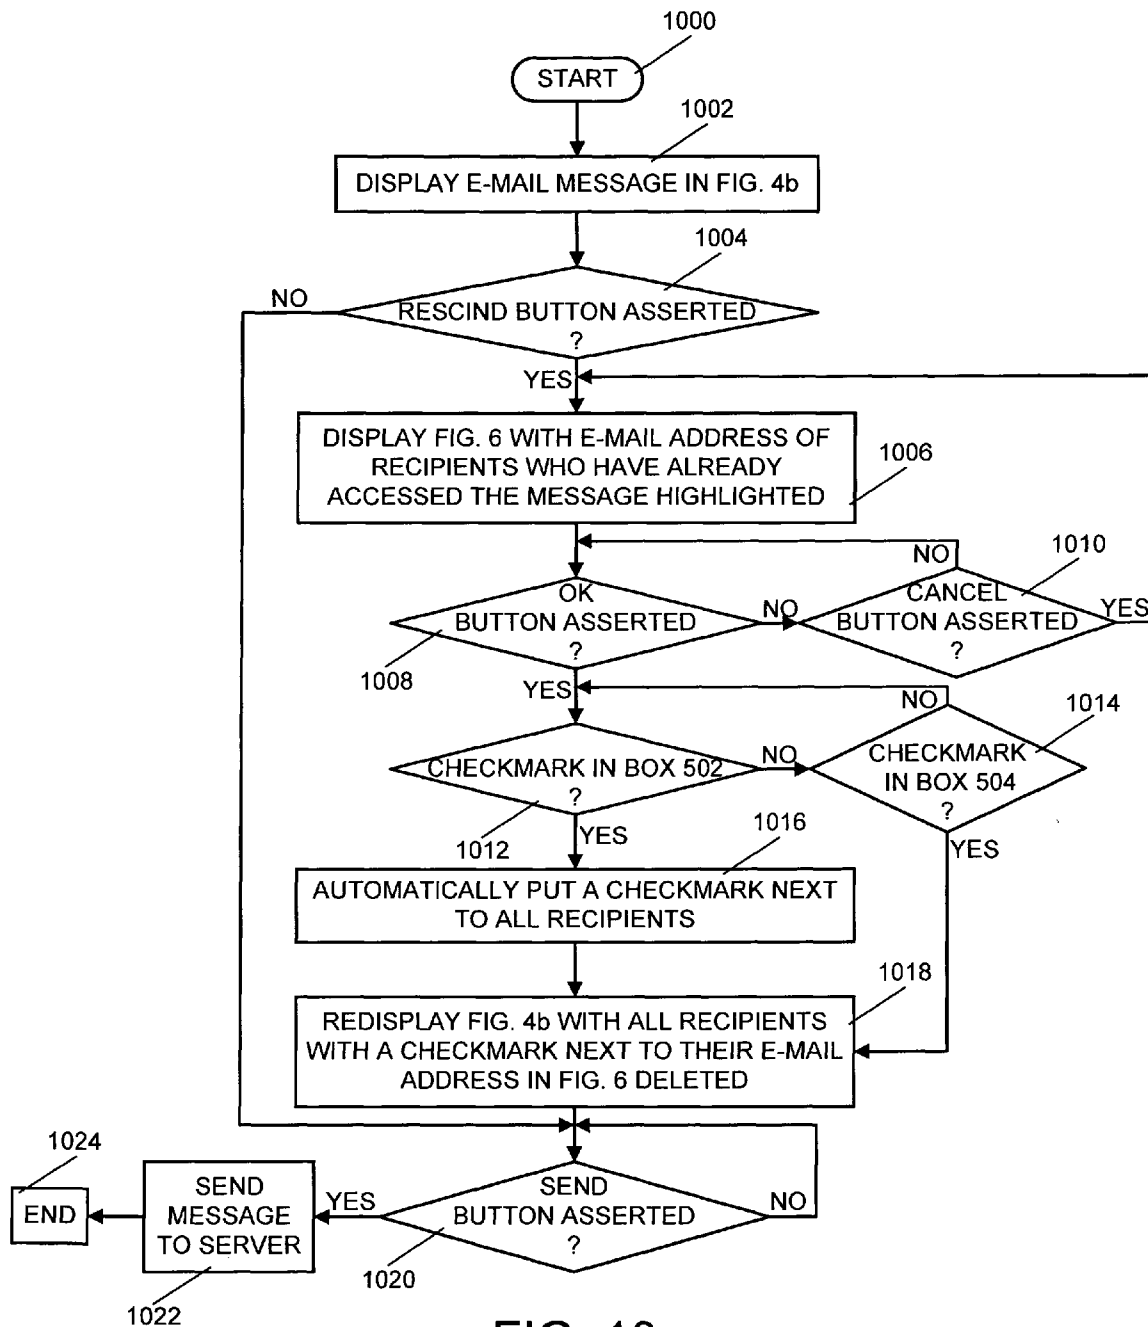 1000
START
1002
DISPLAY E-MAIL MESSAGE IN FIG. 4b
1004
NO
RESCIND BUTTON ASSERTED
?
YES
DISPLAY FIG. 6 WITH E-MAIL ADDRESS OF
RECIPIENTS WHO HAVE ALREADY
ACCESSED THE MESSAGE HIGHLIGHTED
1006
OK
BUTTON ASSERTED
?
1008
NO
NO
1010
CANCEL
BUTTON ASSERTED
?
YES
YES
CHECKMARK IN BOX 502
?
1012
NO
NO
1014
CHECKMARK
IN BOX 504
?
YES
YES
1016
AUTOMATICALLY PUT A CHECKMARK NEXT
TO ALL RECIPIENTS
1018
REDISPLAY FIG. 4b WITH ALL RECIPIENTS
WITH A CHECKMARK NEXT TO THEIR E-MAIL
ADDRESS IN FIG. 6 DELETED
SEND
BUTTON ASSERTED
?
1020
NO
YES
SEND
MESSAGE
TO SERVER
1022
1024
END